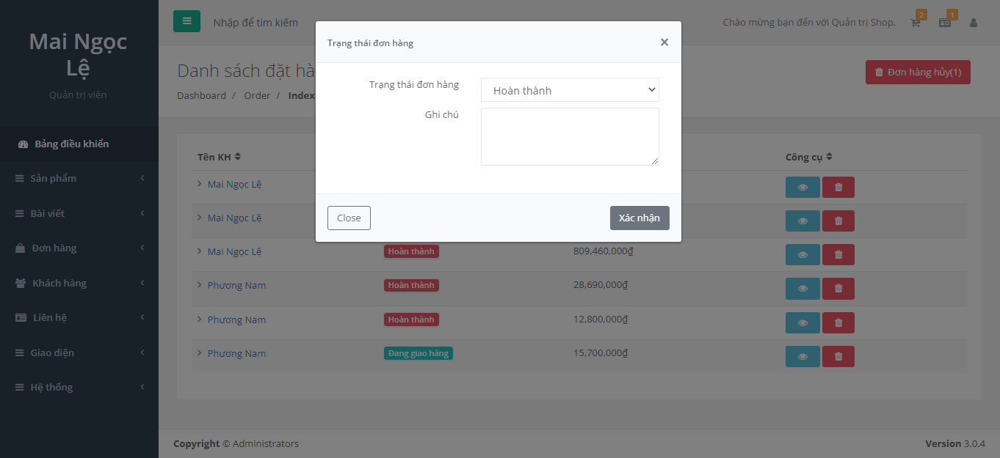 Mai Ngọc
Lệ
Quản trị viên
Bảng điều khiển
Sản phẩm
Bài viết
Đơn hàng
Khách hàng
Liên hệ
Giao diện
Hệ thống
Nhập để tìm kiếm
Chào mừng bạn đến với Quản trị Shop.
2
1
Danh sách đặt hà
Dashboard / Order / Index
Đơn hàng hủy(1)
Trạng thái đơn hàng
×
Trạng thái đơn hàng
Hoàn thành
Ghi chú
Close
Xác nhận
Tên KH
Công cụ
Mai Ngọc Lệ
Mai Ngọc Lệ
Mai Ngọc Lệ Hoàn thành 809,460,000₫
Phương Nam Hoàn thành 28,690,000₫
Phương Nam Hoàn thành 12,800,000₫
Phương Nam Đang giao hàng 15,700,000₫
Copyright © Administrators
Version 3.0.4